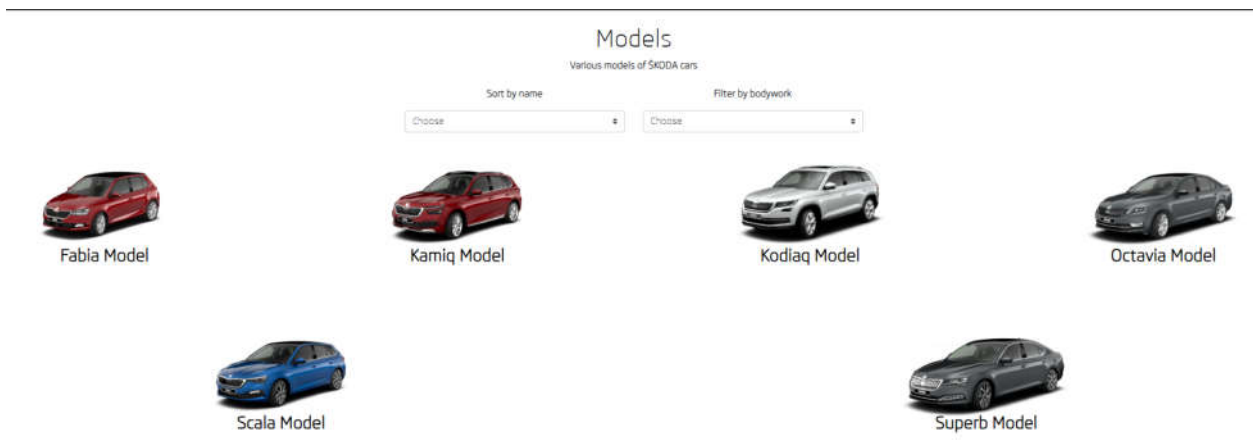 Models
Various models of ŠKODA cars
Sort by name Filter by bodywork
Choose Choose
Fabia Model Kamiq Model Kodiaq Model Octavia Model
Scala Model Superb Model